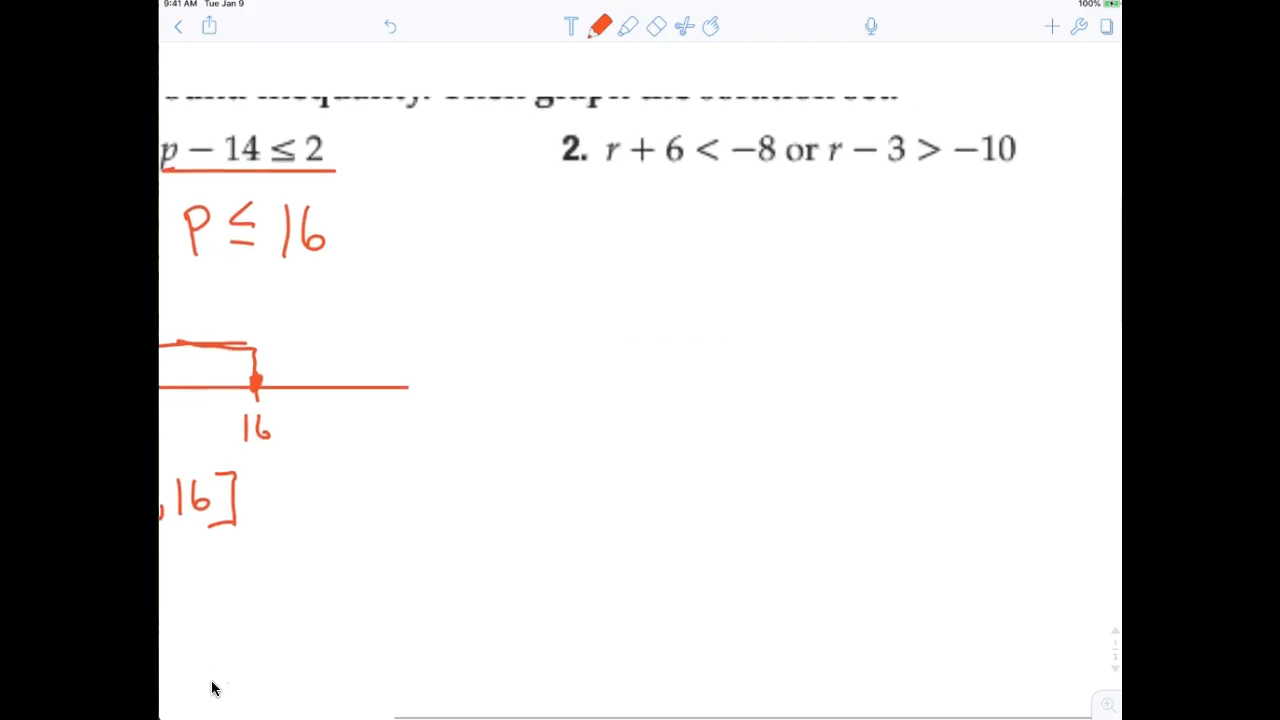 9:41 AM Tue Jan 9
100%
p − 14 ≤ 2
2. r + 6 < −8 or r − 3 > −10
P ≤ 16
16
,16]